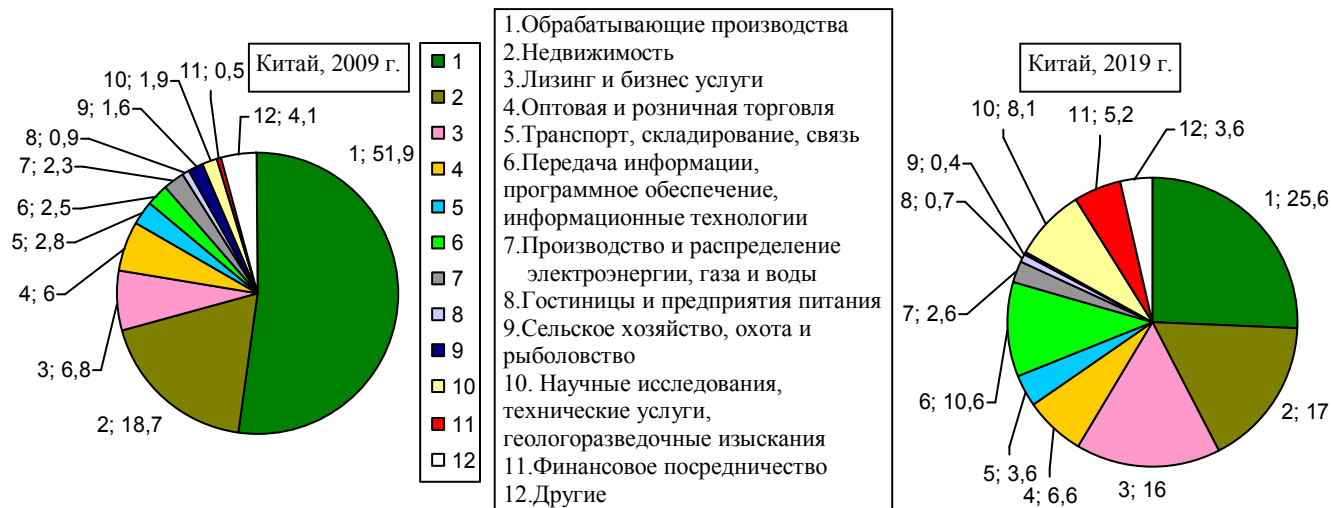 Китай, 2009 г.
1; 51,9
2; 18,7
3; 6,8
4; 6
5; 2,8
6; 2,5
7; 2,3
8; 0,9
9; 1,6
10; 1,9
11; 0,5
12; 4,1
1
2
3
4
5
6
7
8
9
10
11
12
1.Обрабатывающие производства
2.Недвижимость
3.Лизинг и бизнес услуги
4.Оптовая и розничная торговля
5.Транспорт, складирование, связь
6.Передача информации,
программное обеспечение,
информационные технологии
7.Производство и распределение
электроэнергии, газа и воды
8.Гостиницы и предприятия питания
9.Сельское хозяйство, охота и
рыболовство
10. Научные исследования,
технические услуги,
геологоразведочные изыскания
11.Финансовое посредничество
12.Другие
Китай, 2019 г.
1; 25,6
2; 17
3; 16
4; 6,6
5; 3,6
6; 10,6
7; 2,6
8; 0,7
9; 0,4
10; 8,1
11; 5,2
12; 3,6